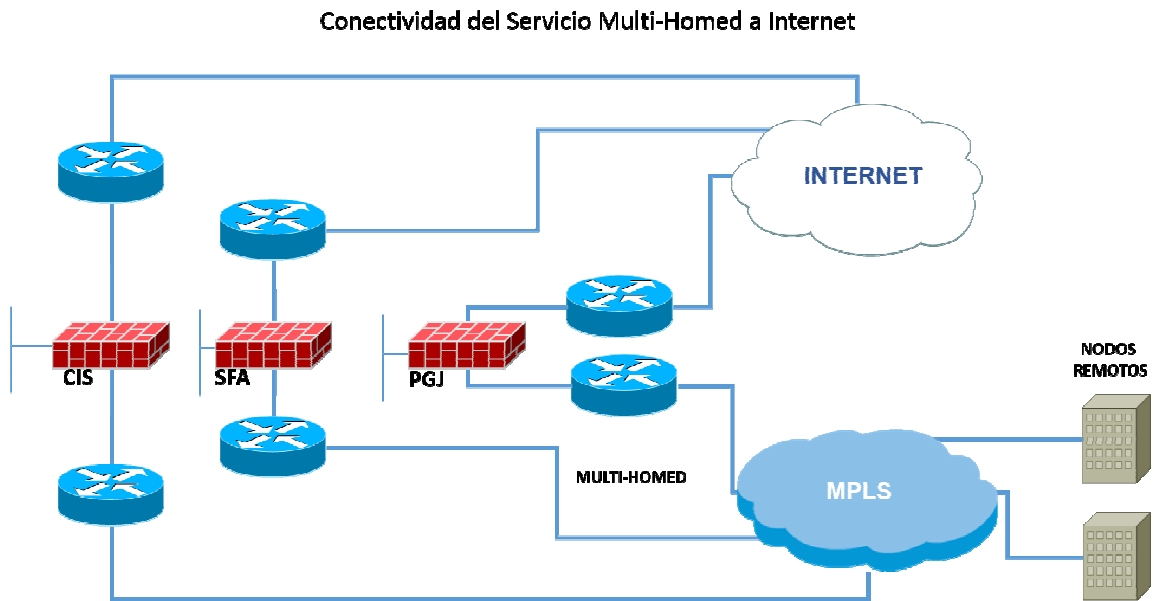 Conectividad del Servicio Multi-Homed a Internet
INTERNET
CIS
SFA
PGJ
NODOS
REMOTOS
MULTI-HOMED
MPLS